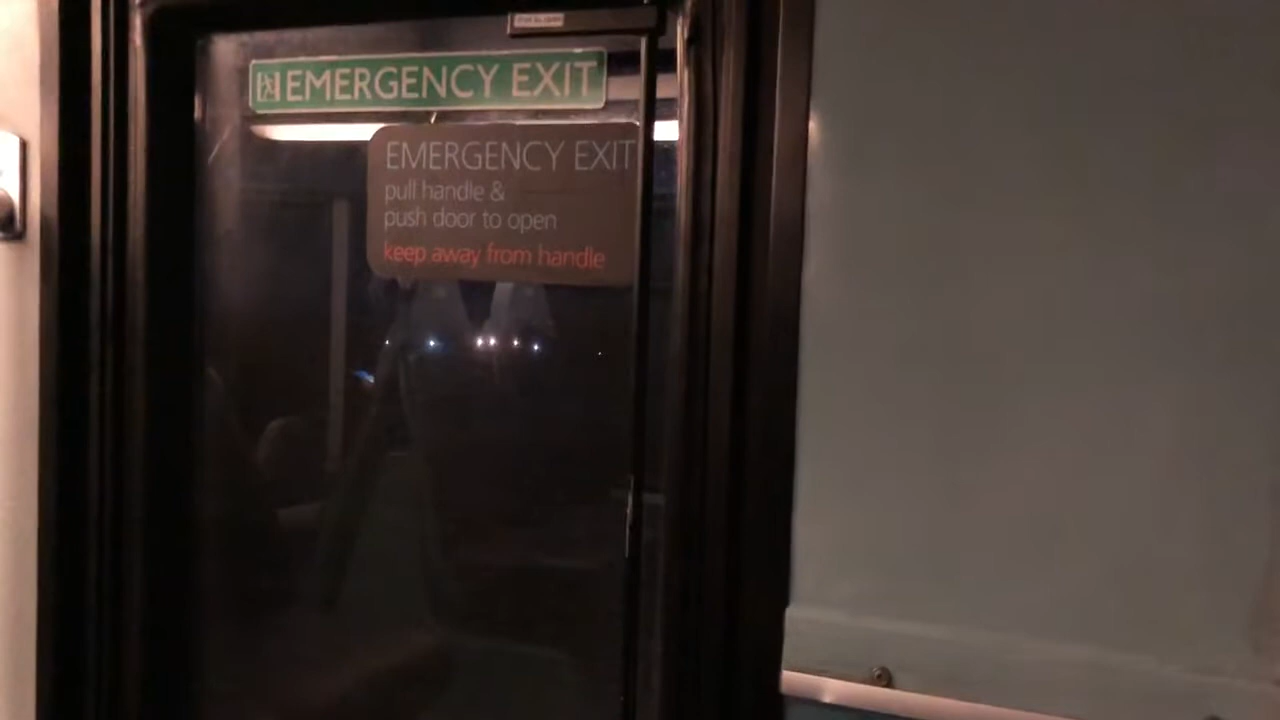 EMERGENCY EXIT
EMERGENCY EXIT
pull handle &
push door to open
keep away from handle